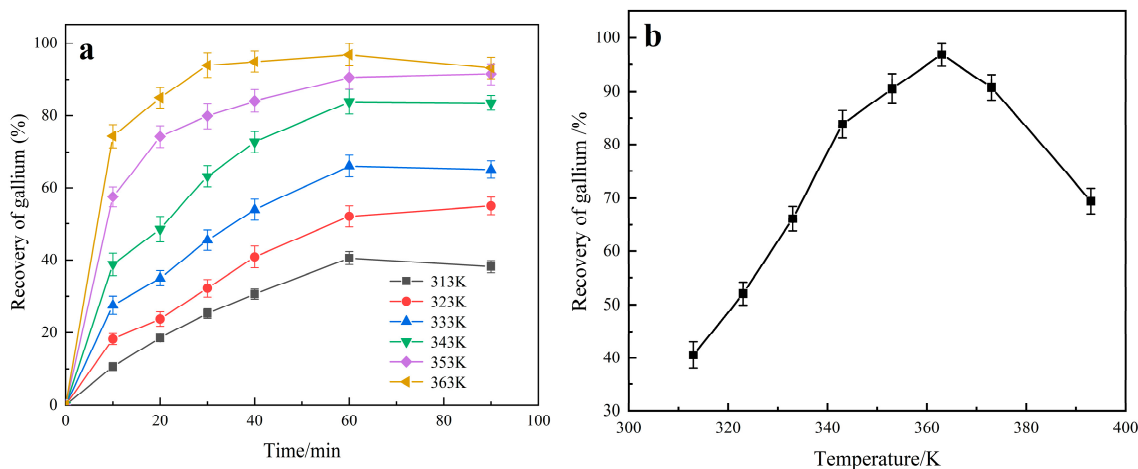 a
Recovery of gallium (%)
100
80
60
40
20
0
313K
323K
333K
343K
353K
363K
0 20 40 60 80 100
Time/min
b
Recovery of gallium /%
100
90
80
70
60
50
40
30
300 320 340 360 380 400
Temperature/K